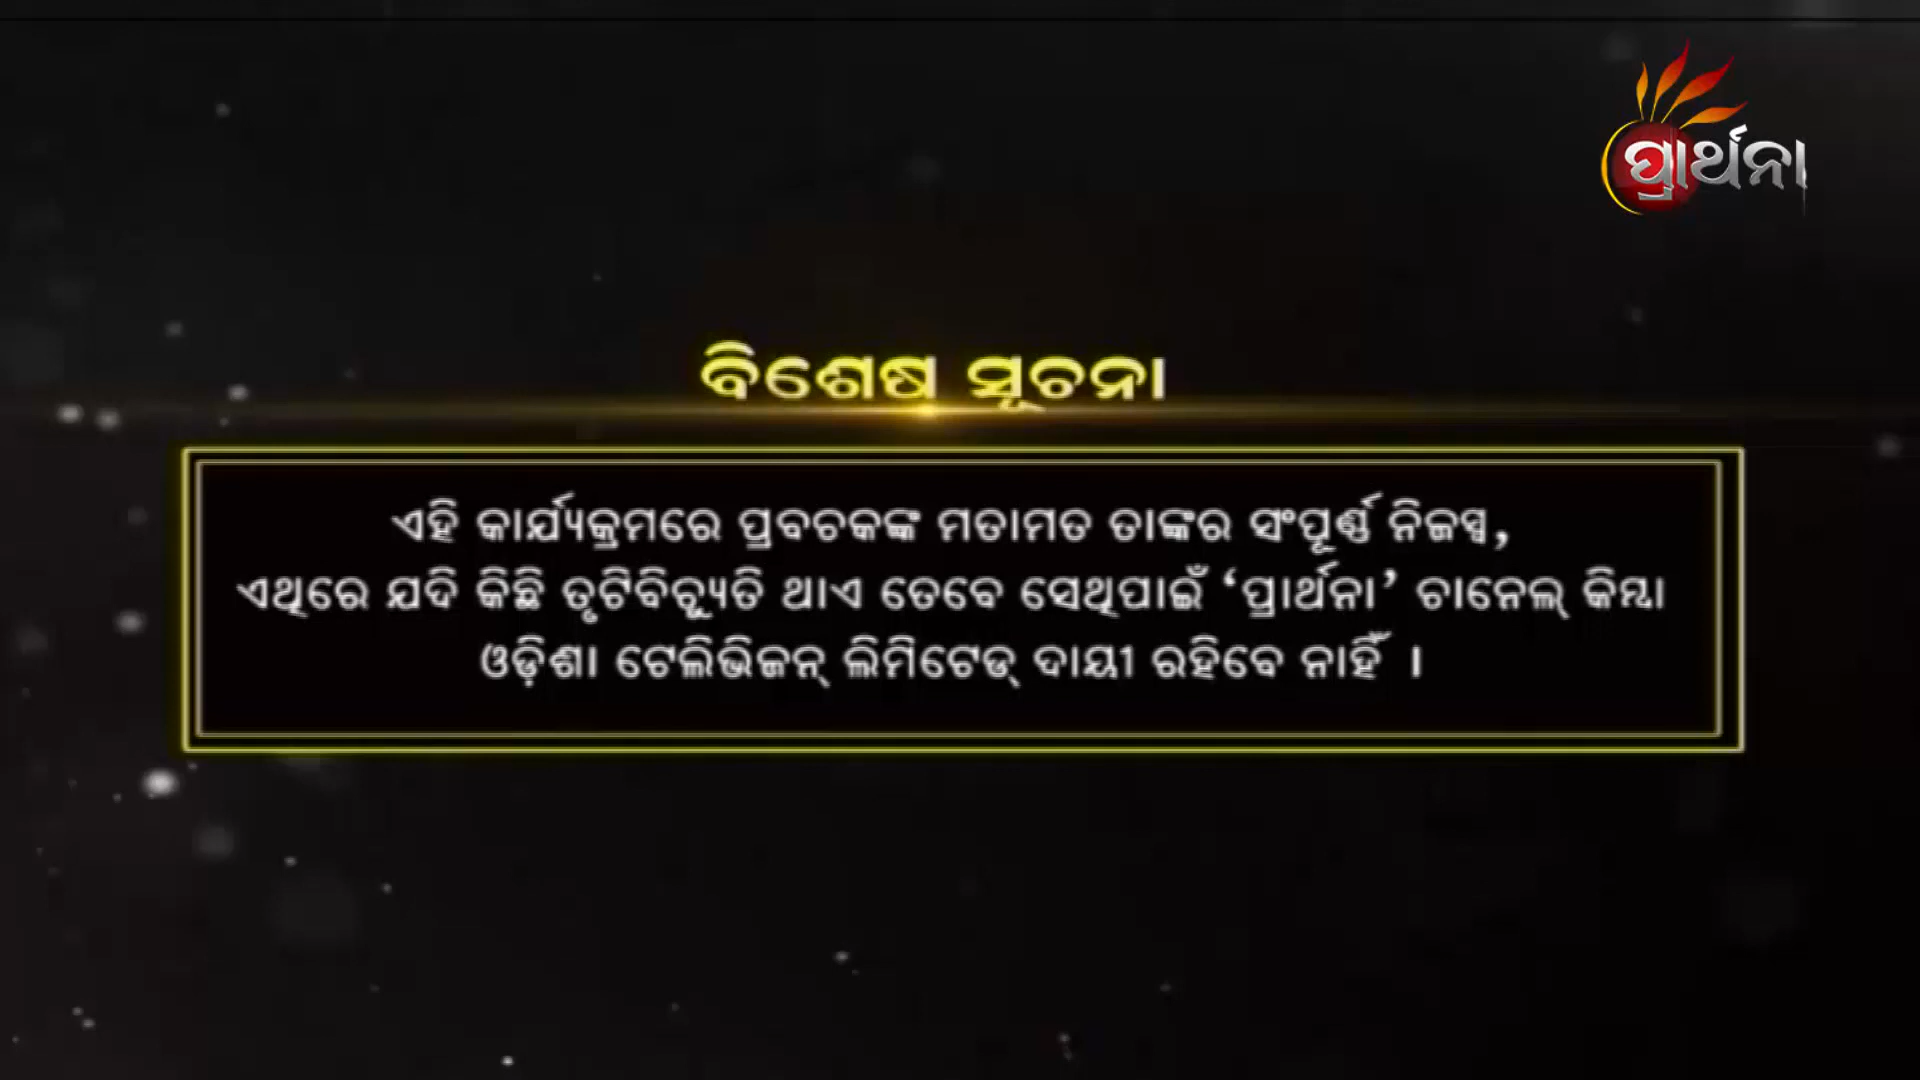 ପ୍ରାର୍ଥନା
ବିଶେଷ ସୂଚନା
ଏହି କାର୍ଯ୍ୟକ୍ରମରେ ପ୍ରବଚକଙ୍କ ମତାମତ ତାଙ୍କର ସଂପୂର୍ଣ୍ଣ ନିଜସ୍ୱ,
ଏଥିରେ ଯଦି କିଛି ତୃଟିବିଚ୍ୟୁତି ଥାଏ ତେବେ ସେଥିପାଇଁ ‘ପ୍ରାର୍ଥନା’ ଚାନେଲ୍ କିମ୍ବା
ଓଡ଼ିଶା ଟେଲିଭିଜନ୍ ଲିମିଟେଡ୍ ଦାୟୀ ରହିବେ ନାହିଁ ।